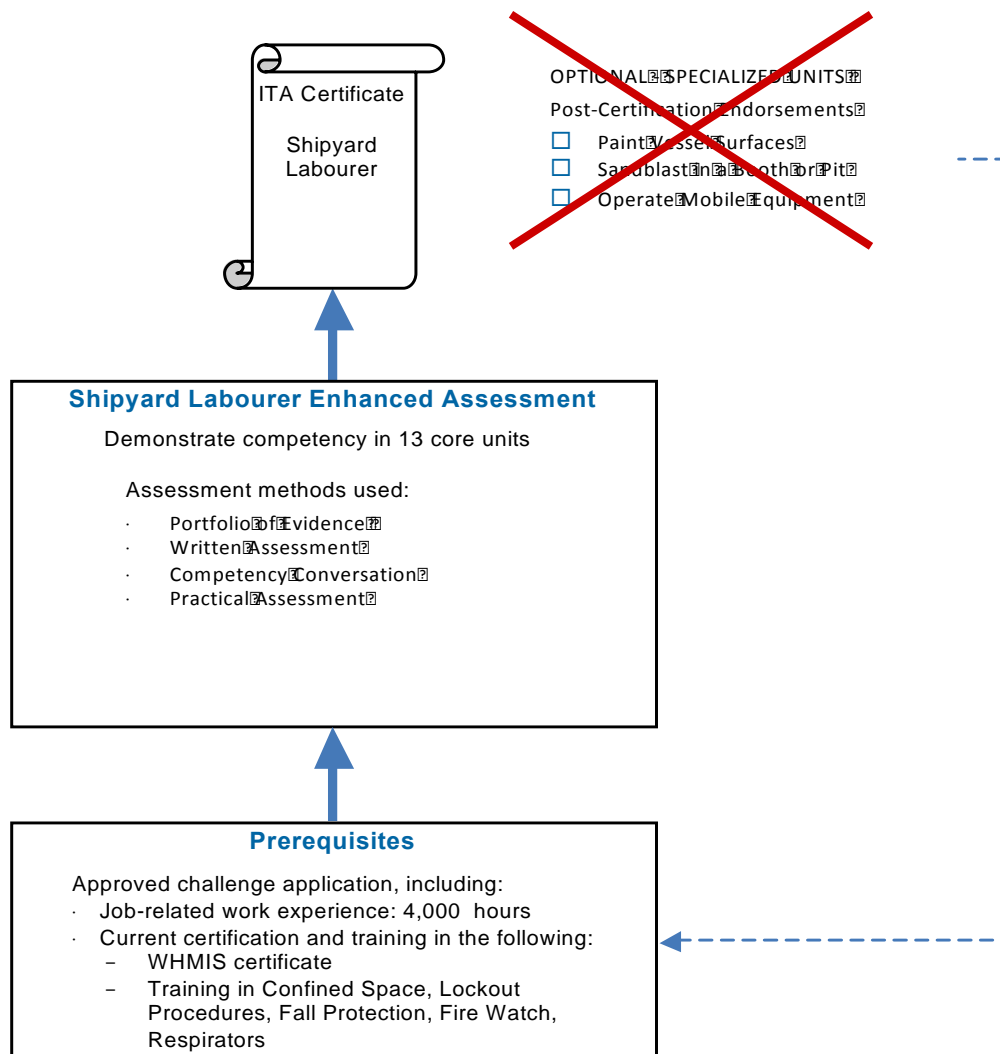 ITA Certificate
Shipyard
Labourer
OPTIONAL - SPECIALIZED UNITS
Post-Certification Endorsements
Paint Vessel Surfaces
Sandblast in a Booth or Pit
Operate Mobile Equipment
Shipyard Labourer Enhanced Assessment
Demonstrate competency in 13 core units
Assessment methods used:
· Portfolio of Evidence
· Written Assessment
· Competency Conversation
· Practical Assessment
Prerequisites
Approved challenge application, including:
· Job-related work experience: 4,000 hours
· Current certification and training in the following:
– WHMIS certificate
– Training in Confined Space, Lockout
Procedures, Fall Protection, Fire Watch,
Respirators